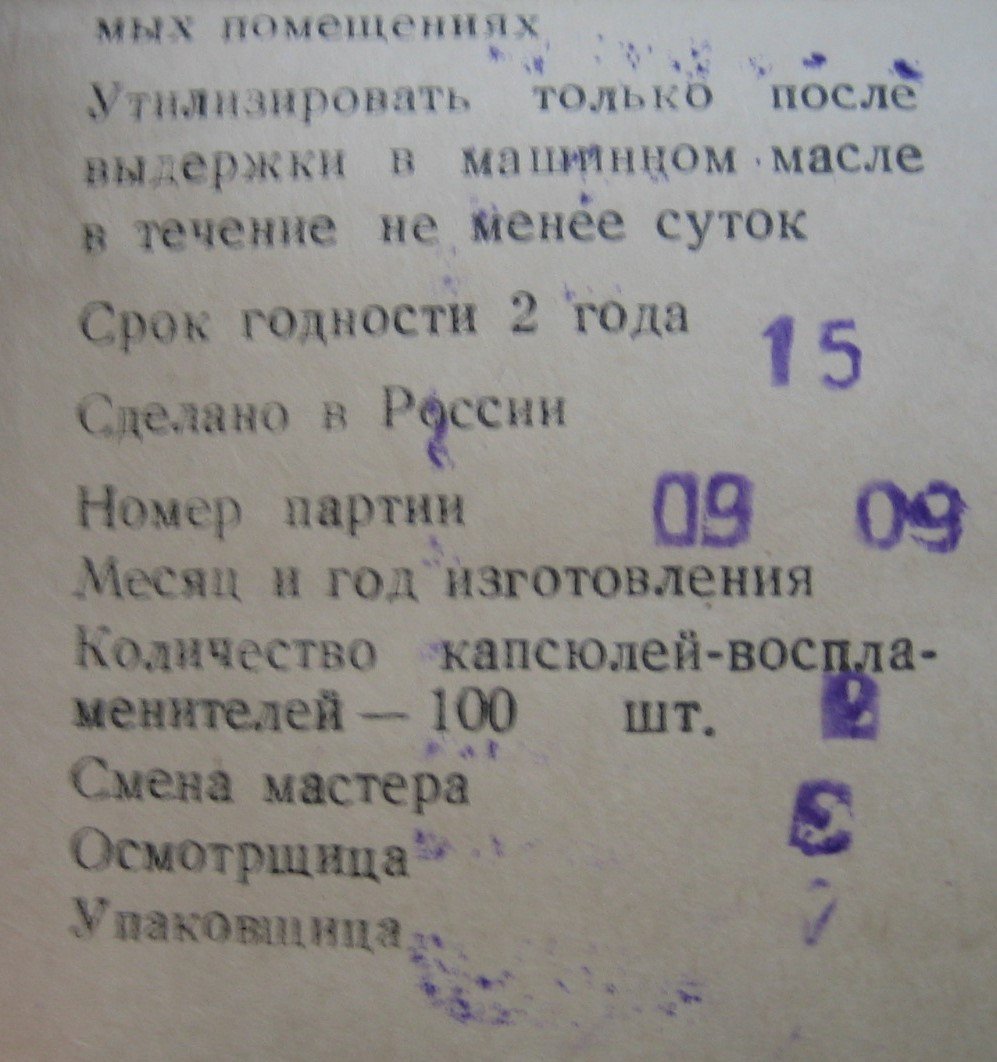 мых помещениях
Утилизировать только после
выдержки в машинном масле
в течение не менее суток
Срок годности 2 года
15
Сделано в России
Номер партии 09 09
Месяц и год изготовления
Количество капсюлей-воспла-
менителей — 100 шт.
Смена мастера
Осмотрщица
Упаковщица